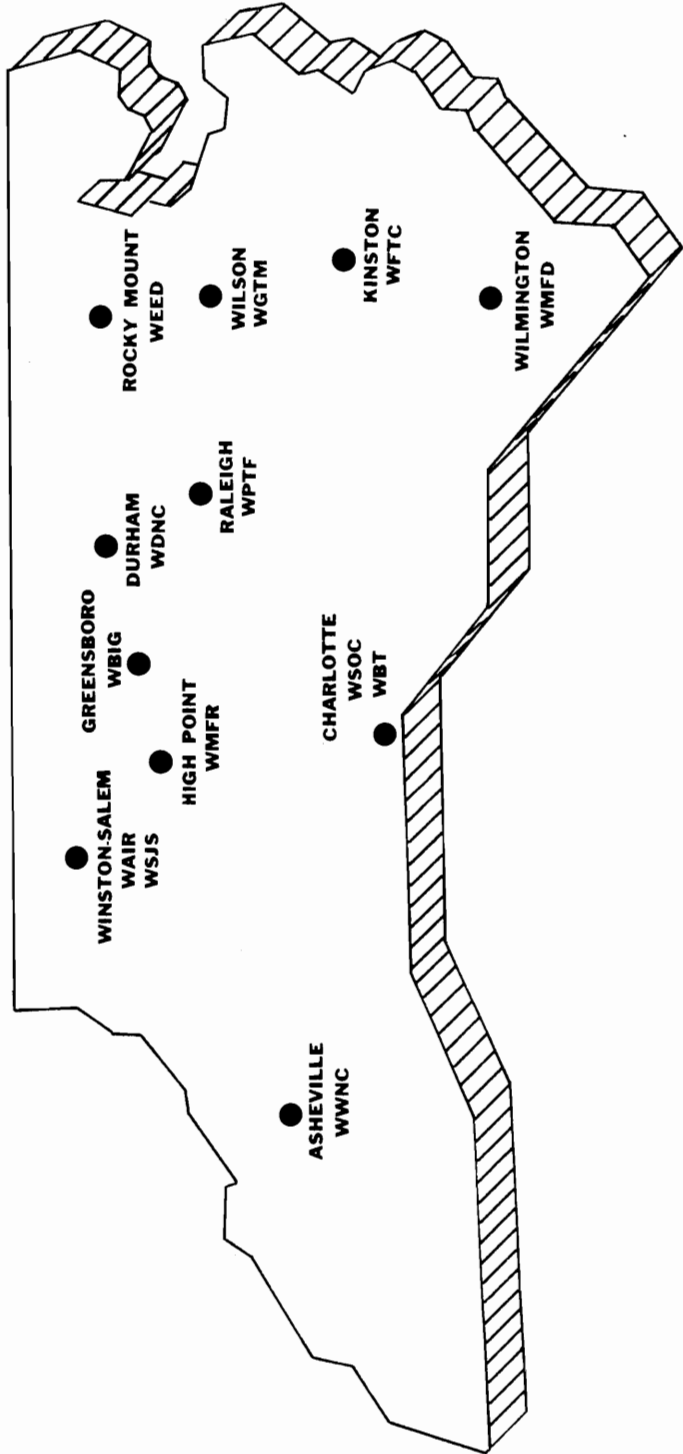 WINSTON-SALEM
WAIR
WSJS
GREENSBORO
WBIG
HIGH POINT
WMFR
DURHAM
WDNC
RALEIGH
WPTF
ROCKY MOUNT
WEED
WILSON
WGTM
KINSTON
WFTC
WILMINGTON
WMFD
CHARLOTTE
WSOC
WBT
ASHEVILLE
WWNC